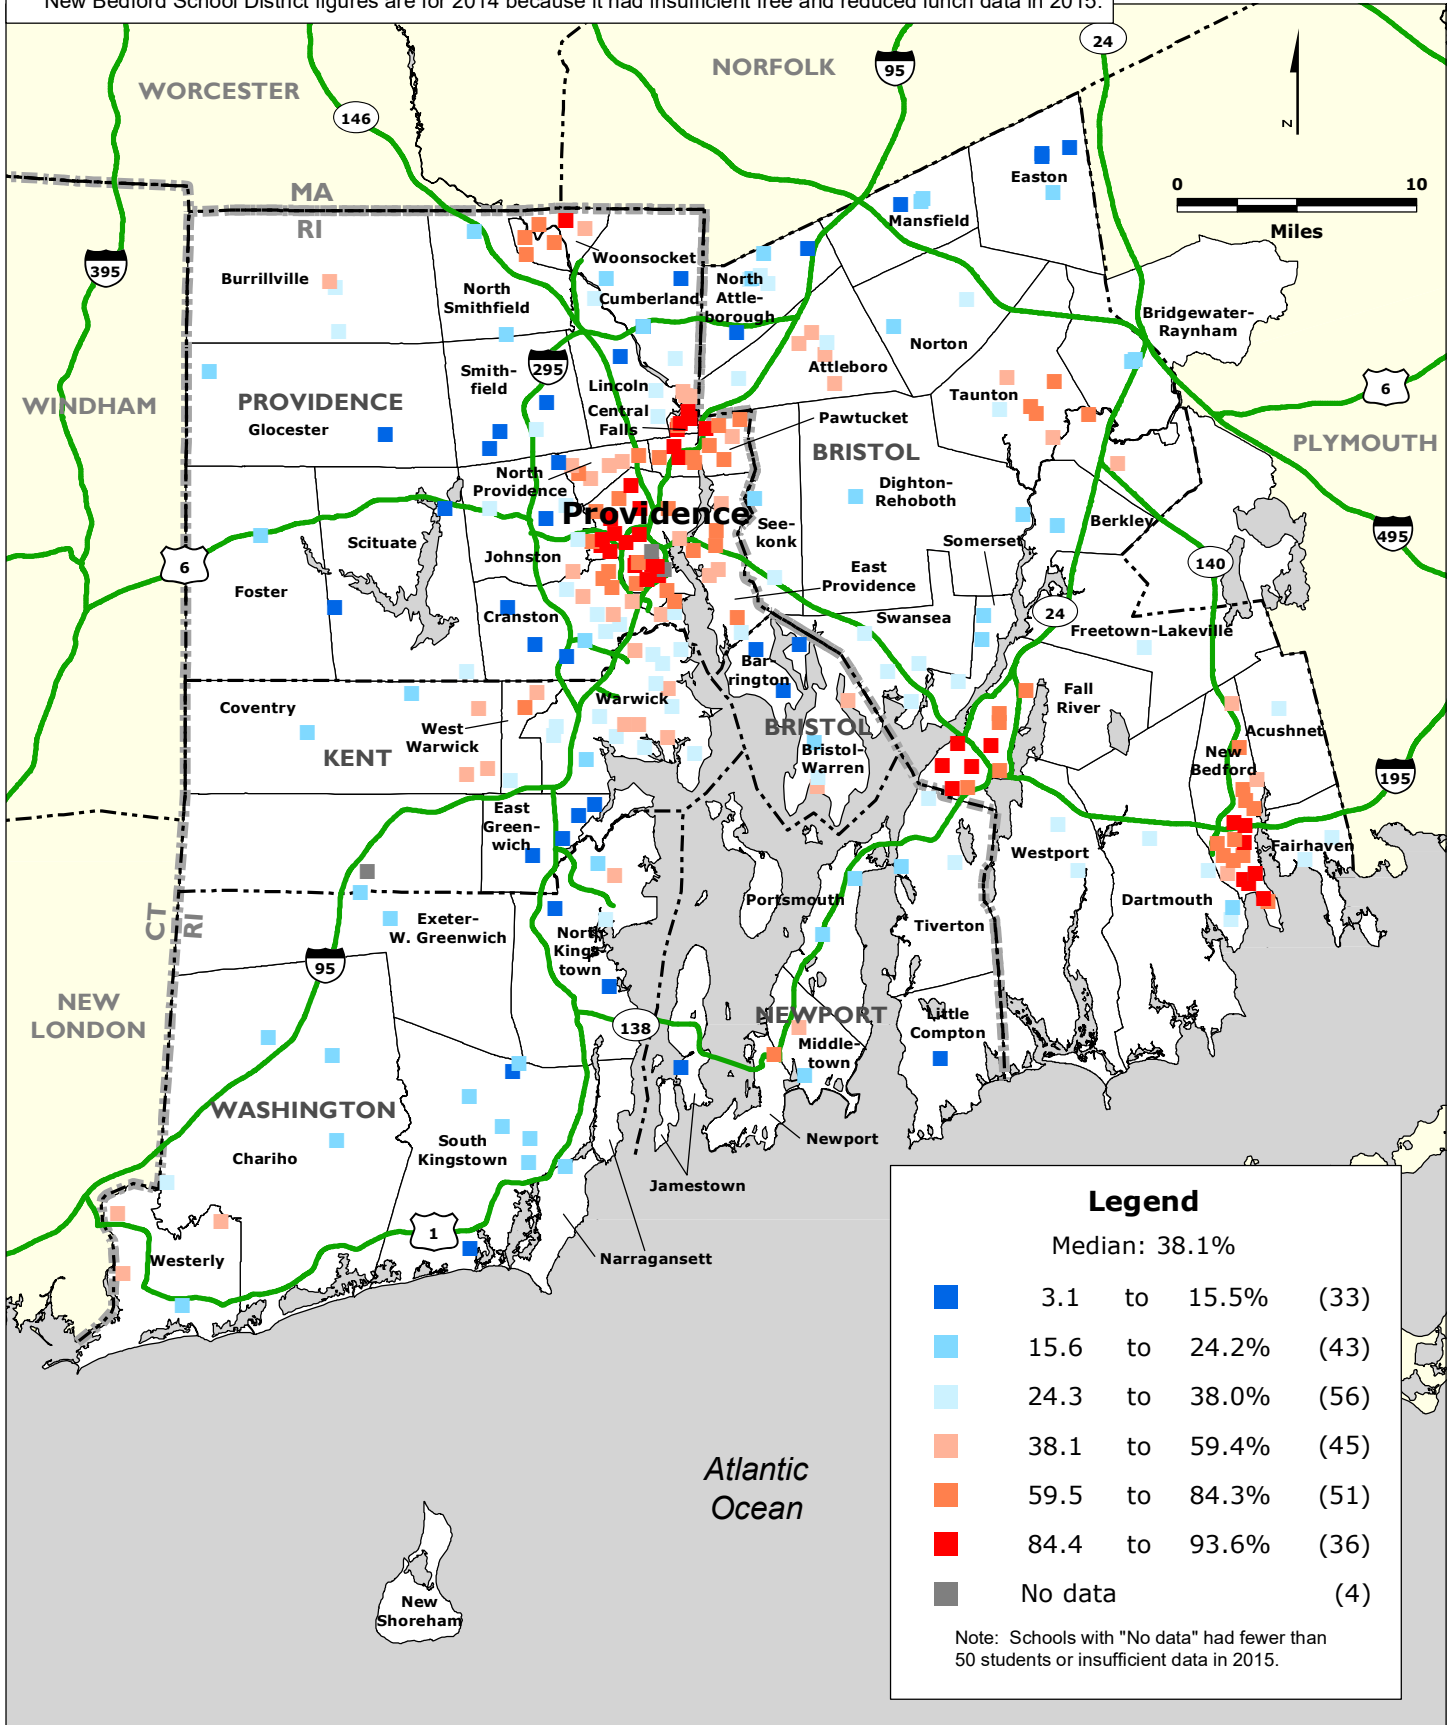 New Bedford School District figures are for 2014 because it had insufficient free and reduced lunch data in 2015.
24
95
NORFOLK
WORCESTER
146
N
0 10
Miles
Easton
Mansfield
MA
RI
395
Burrillville
Woonsocket
North
Smithfield
Cumberland
North
Attle-
borough
Bridgewater-
Raynham
Norton
Attleboro
295
Smith-
field
Lincoln
6
WINDHAM
PROVIDENCE
Glocester
Central
Falls
Pawtucket
Taunton
PLYMOUTH
BRISTOL
North
Providence
Dighton-
Rehoboth
Providence
See-
konk
Berkley
495
Scituate
Johnston
Somerset
6
140
East
Providence
Foster
Cranston
Swansea
24
Freetown-Lakeville
Bar-
rington
Coventry
Warwick
Fall
River
West
Warwick
KENT
BRISTOL
Bristol-
Warren
Acushnet
New
Bedford
195
East
Green-
wich
Westport
Fairhaven
Portsmouth
Dartmouth
CT
RI
Exeter-
W. Greenwich
Tiverton
North
Kings-
town
95
NEW
LONDON
138
NEWPORT
Little
Compton
Middle-
town
WASHINGTON
Chariho
South
Kingstown
Newport
Jamestown
1
Westerly
Narragansett
Legend
Median: 38.1%
3.1 to 15.5% (33)
15.6 to 24.2% (43)
24.3 to 38.0% (56)
38.1 to 59.4% (45)
59.5 to 84.3% (51)
84.4 to 93.6% (36)
No data (4)
Note: Schools with "No data" had fewer than
50 students or insufficient data in 2015.
Atlantic
Ocean
New
Shoreham